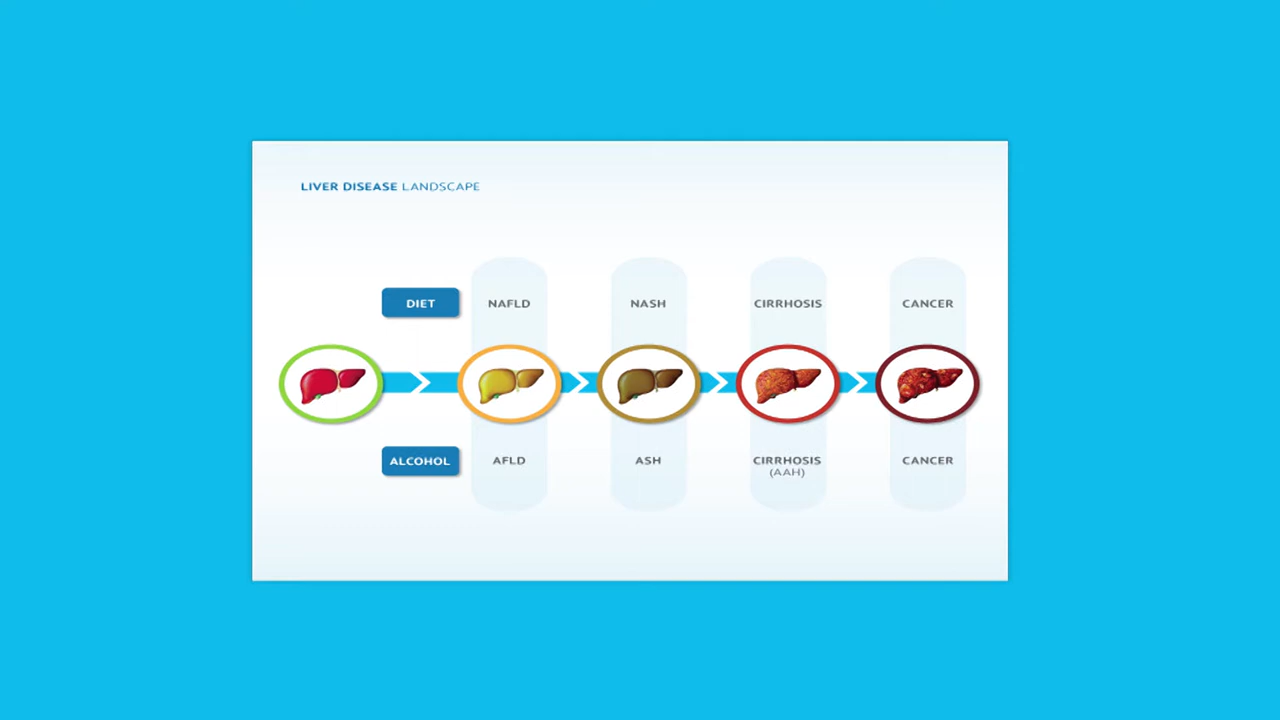 LIVER DISEASE LANDSCAPE
DIET NAFLD NASH CIRRHOSIS CANCER
ALCOHOL AFLD ASH CIRRHOSIS CANCER
(AAH)